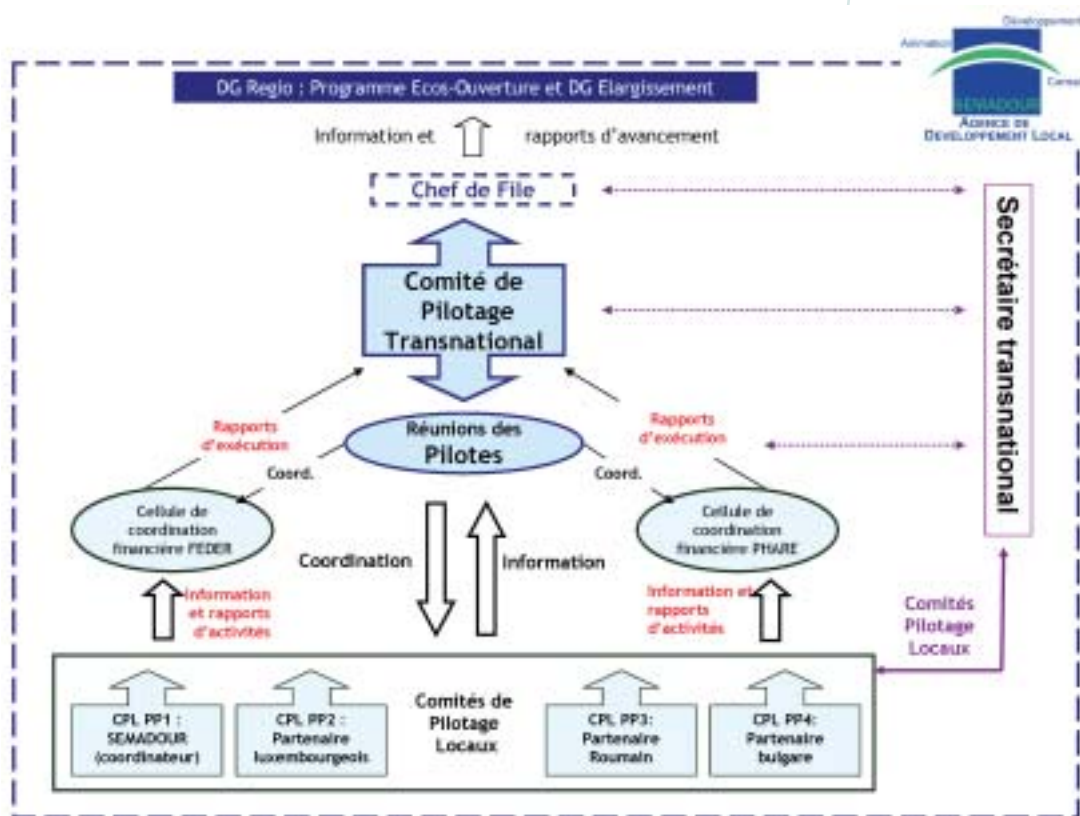 Développement
Animation
Conseil
SEMADOUR
AGENCE DE
DÉVELOPPEMENT LOCAL
DG Regio : Programme Ecos-Ouverture et DG Elargissement
Information et rapports d'avancement
Chef de File
Comité de
Pilotage
Transnational
Secrétaire transnational
Rapports
d'exécution
Réunions des
Pilotes
Rapports
d'exécution
Coord.
Coord.
Cellule de
coordination
financière FEDER
Cellule de
coordination
financière PHARE
Coordination
Information
Information
et rapports
d'activités
Information et
rapports
d'activités
Comités
Pilotage
Locaux
CPL PP1 :
SEMADOUR
(coordinateur)
CPL PP2 :
Partenaire
luxembourgeois
Comités de
Pilotage
Locaux
CPL PP3:
Partenaire
Roumain
CPL PP4:
Partenaire
bulgare